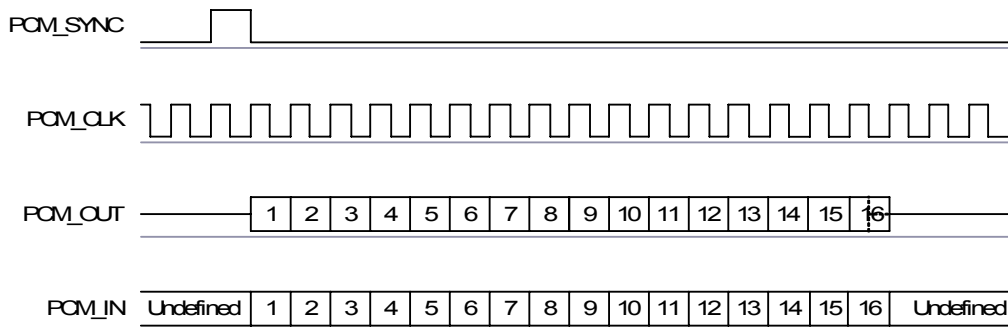 PCM_SYNC
PCM_CLK
PCM_OUT 1 2 3 4 5 6 7 8 9 10 11 12 13 14 15 16
PCM_IN Undefined 1 2 3 4 5 6 7 8 9 10 11 12 13 14 15 16 Undefined